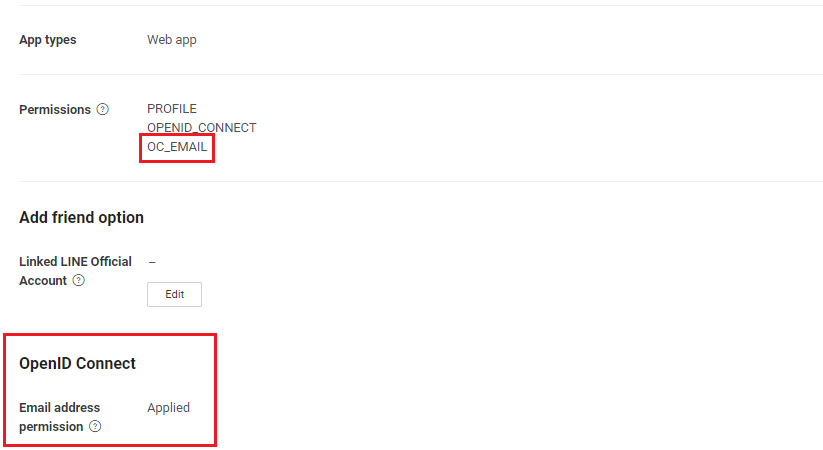 App types Web app
Permissions ? PROFILE
OPENID_CONNECT
OC_EMAIL
Add friend option
Linked LINE Official –
Account ?
Edit
OpenID Connect
Email address Applied
permission ?